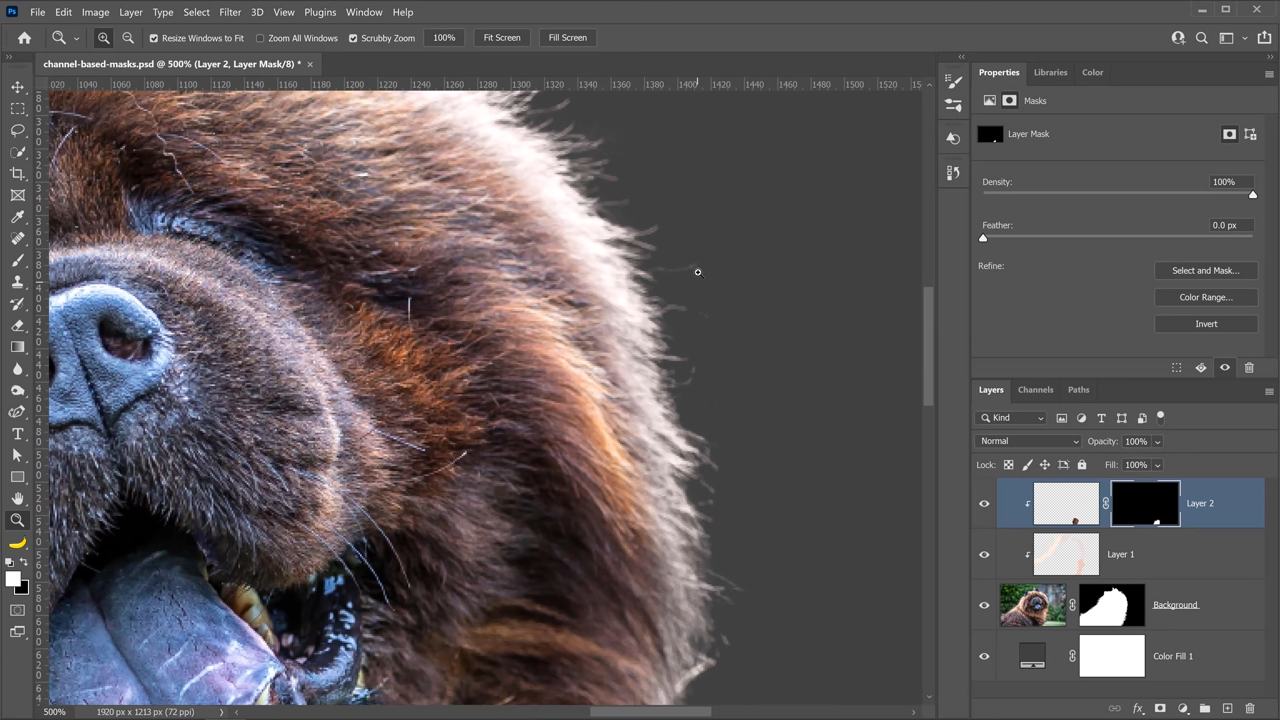 Ps File Edit Image Layer Type Select Filter 3D View Plugins Window Help
Resize Windows to Fit Zoom All Windows Scrubby Zoom 100% Fit Screen Fill Screen
channel-based-masks.psd @ 500% (Layer 2, Layer Mask/8) *
020 1040 1060 1080 1100 1120 1140 1160 1180 1200 1220 1240 1260 1280 1300 1320 1340 1360 1380 1400 1420 1440 1460 1480 1500 1520
Properties Libraries Color
Masks
Layer Mask
Density: 100%
Feather: 0.0 px
Refine: Select and Mask...
Color Range...
Invert
Layers Channels Paths
Kind
Normal Opacity: 100%
Lock: Fill: 100%
Layer 2
Layer 1
Background
Color Fill 1
500% 1920 px x 1213 px (72 ppi)